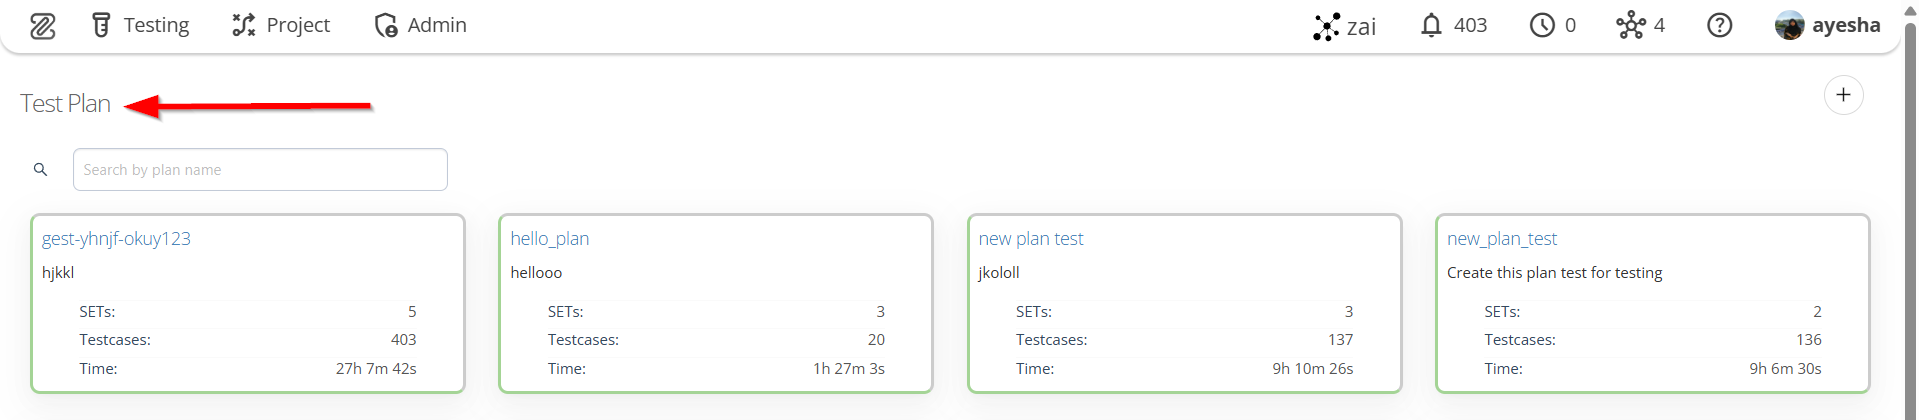 Testing Project Admin zai 403 0 4 ayesha
Test Plan
Search by plan name
gest-yhnjf-okuy123
hjkkl
SETs: 5
Testcases: 403
Time: 27h 7m 42s
hello_plan
hellooo
SETs: 3
Testcases: 20
Time: 1h 27m 3s
new plan test
jkololl
SETs: 3
Testcases: 137
Time: 9h 10m 26s
new_plan_test
Create this plan test for testing
SETs: 2
Testcases: 136
Time: 9h 6m 30s